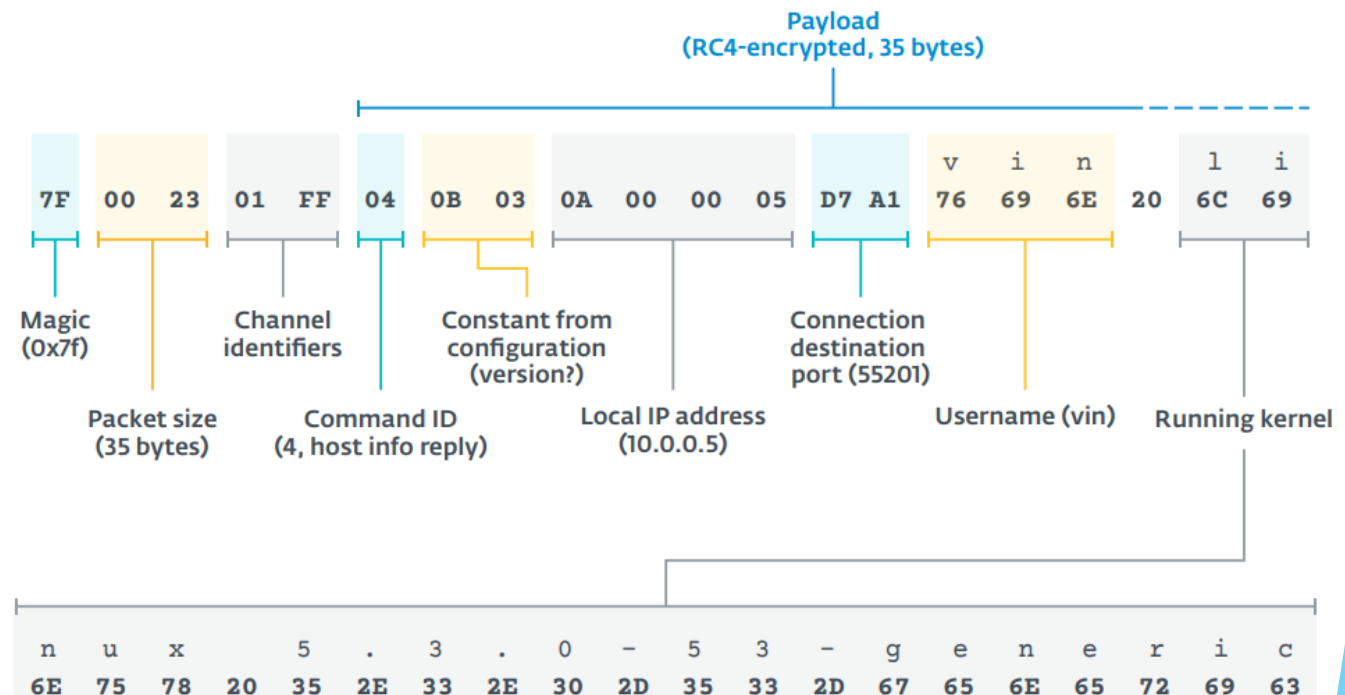 Payload
(RC4-encrypted, 35 bytes)
v i n l i
7F 00 23 01 FF 04 0B 03 0A 00 00 05 D7 A1 76 69 6E 20 6C 69
Magic
(0x7f)
Channel
identifiers
Constant from
configuration
(version?)
Connection
destination
port (55201)
Packet size
(35 bytes)
Command ID
(4, host info reply)
Local IP address
(10.0.0.5)
Username (vin)
Running kernel
n u x 5 . 3 . 0 - 5 3 - g e n e r i c
6E 75 78 20 35 2E 33 2E 30 2D 35 33 2D 67 65 6E 65 72 69 63